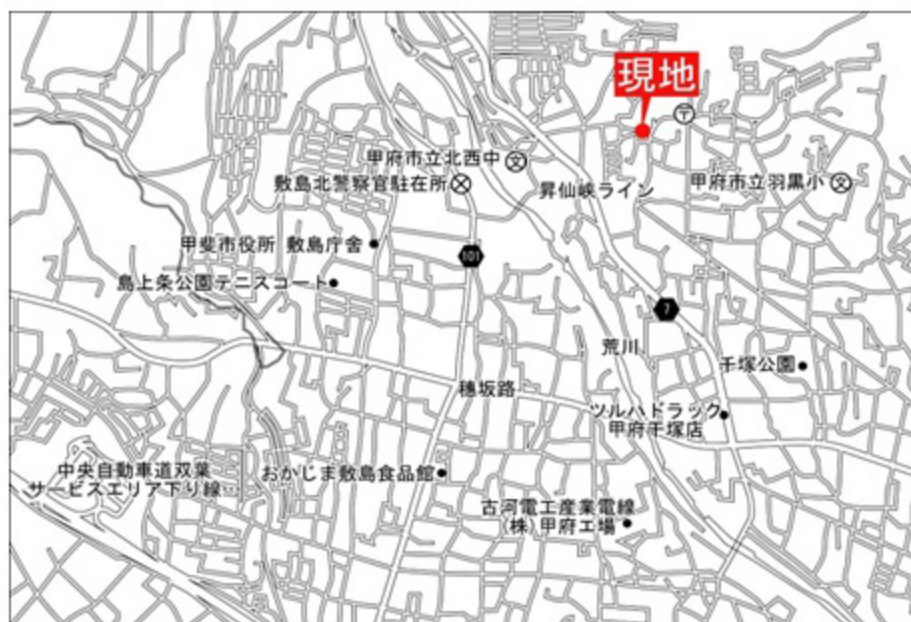 現地
〒
甲府市立北西中 文
敷島北警察官駐在所
昇仙峡ライン
甲府市立羽黒小 文
甲斐市役所 敷島庁舎
101
島上条公園テニスコート
7
荒川
千塚公園
穂坂路
ツルハドラック
甲府千塚店
中央自動車道双葉
サービスエリア下り線…
おかじま敷島食品館
古河電工産業電線
(株)甲府工場